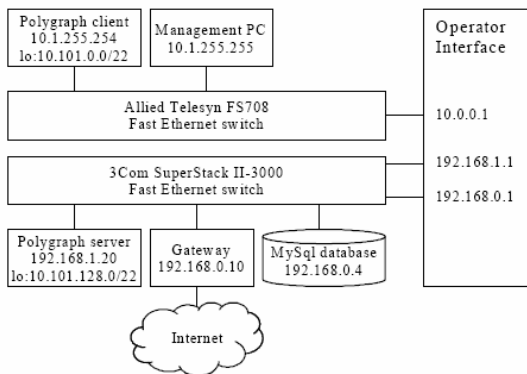 Polygraph client
10.1.255.254
lo:10.101.0.0/22
Management PC
10.1.255.255
Operator
Interface
Allied Telesyn FS708
Fast Ethernet switch
10.0.0.1
3Com SuperStack II-3000
Fast Ethernet switch
192.168.1.1
192.168.0.1
Polygraph server
192.168.1.20
lo:10.101.128.0/22
Gateway
192.168.0.10
MySql database
192.168.0.4
Internet